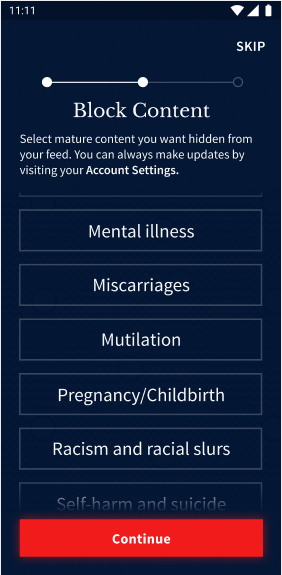 11:11
SKIP
Block Content
Select mature content you want hidden from
your feed. You can always make updates by
visiting your Account Settings.
Mental illness
Miscarriages
Mutilation
Pregnancy/Childbirth
Racism and racial slurs
Self-harm and suicide
Continue